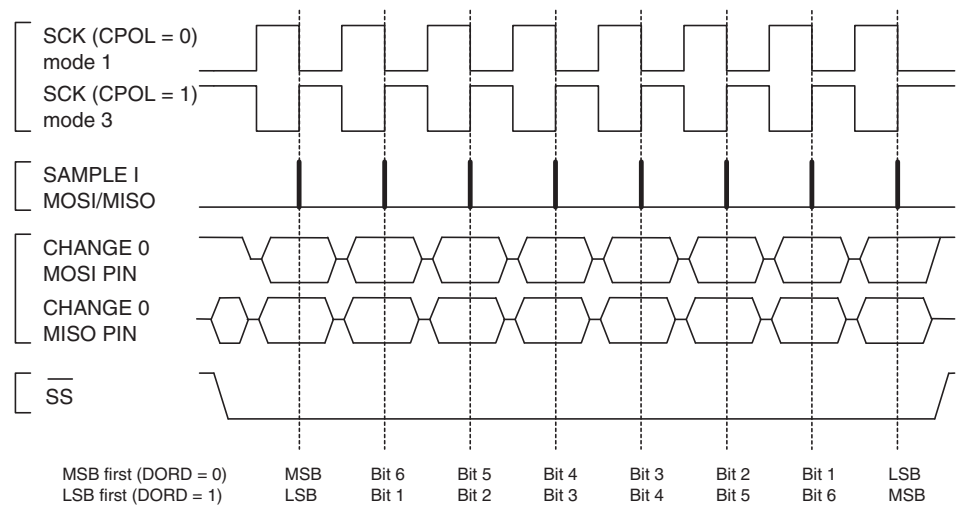 SCK (CPOL = 0)
mode 1
SCK (CPOL = 1)
mode 3
SAMPLE I
MOSI/MISO
CHANGE 0
MOSI PIN
CHANGE 0
MISO PIN
SS
MSB first (DORD = 0) MSB Bit 6 Bit 5 Bit 4 Bit 3 Bit 2 Bit 1 LSB
LSB first (DORD = 1) LSB Bit 1 Bit 2 Bit 3 Bit 4 Bit 5 Bit 6 MSB